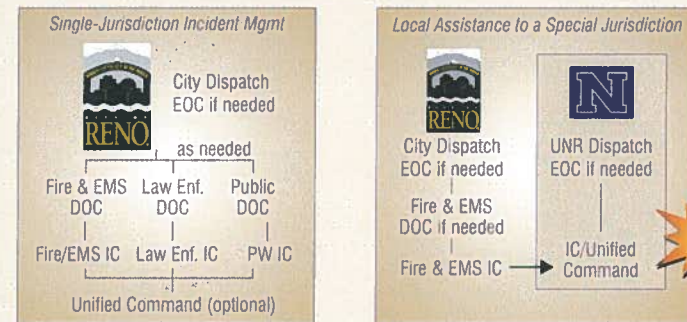 Single-Jurisdiction Incident Mgmt
RENO
City Dispatch
EOC if needed
as needed
Fire & EMS
DOC
Law Enf.
DOC
Public
DOC
Fire/EMS IC
Law Enf. IC
PW IC
Unified Command (optional)
Local Assistance to a Special Jurisdiction
RENO
City Dispatch
EOC if needed
Fire & EMS
DOC if needed
Fire & EMS IC
N
UNR Dispatch
EOC if needed
IC/Unified
Command